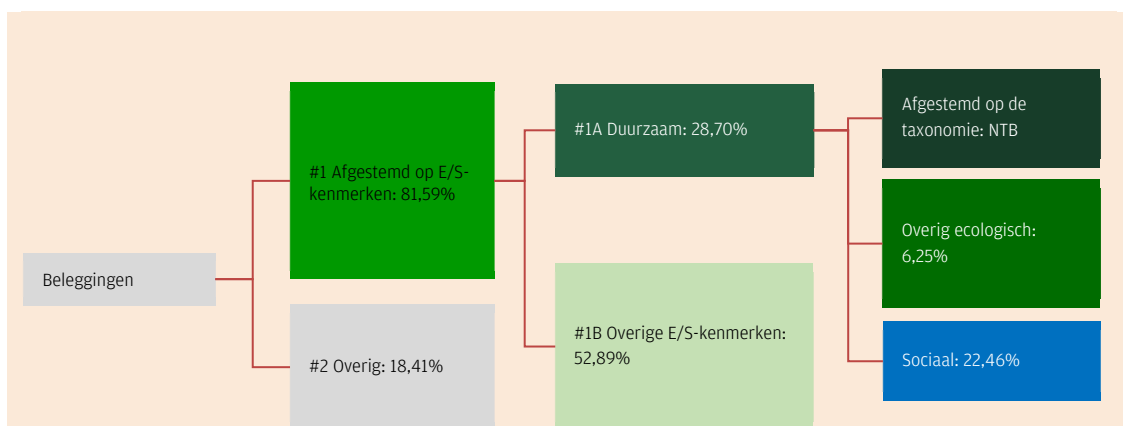 Beleggingen
#1 Afgestemd op E/S-
kenmerken: 81,59%
#2 Overig: 18,41%
#1A Duurzaam: 28,70%
#1B Overige E/S-kenmerken:
52,89%
Afgestemd op de
taxonomie: NTB
Overig ecologisch:
6,25%
Sociaal: 22,46%